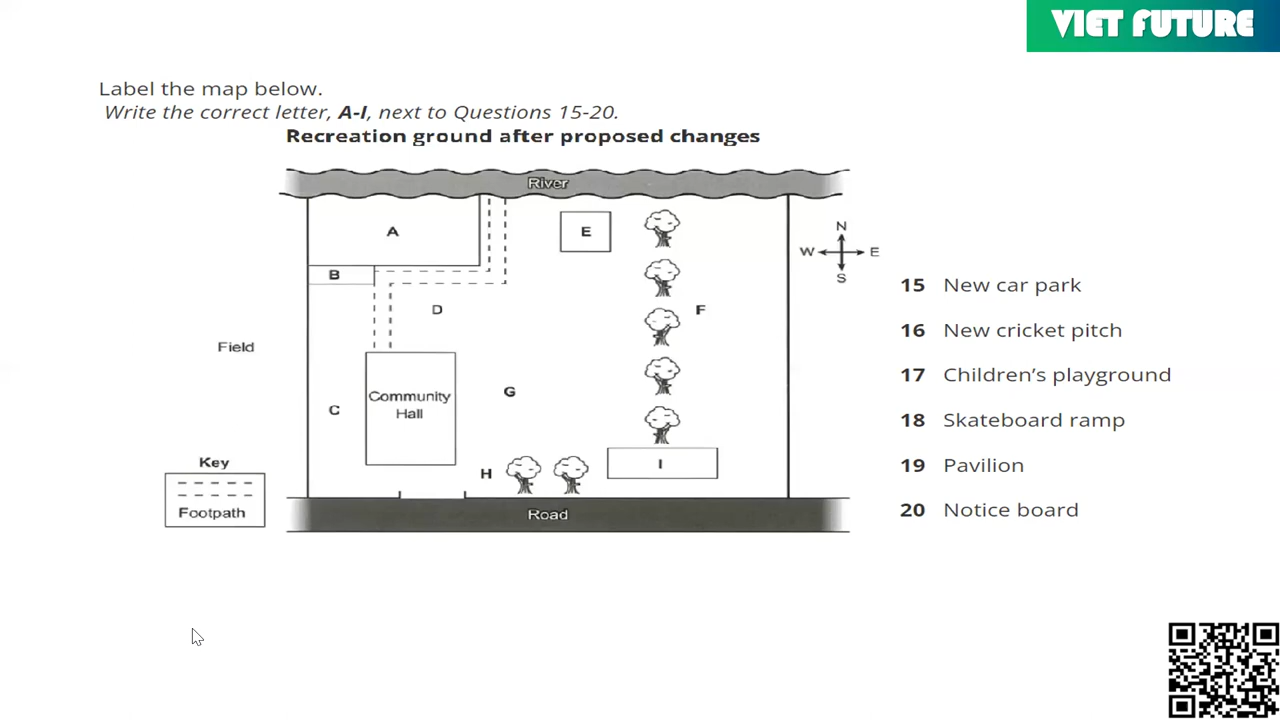 VIET FUTURE
Label the map below.
Write the correct letter, A-I, next to Questions 15-20.
Recreation ground after proposed changes
River
A
E
N
W E
S
B
15 New car park
D
F
16 New cricket pitch
Field
17 Children's playground
G
Community
Hall
C
18 Skateboard ramp
Key
I
19 Pavilion
H
Footpath
Road
20 Notice board